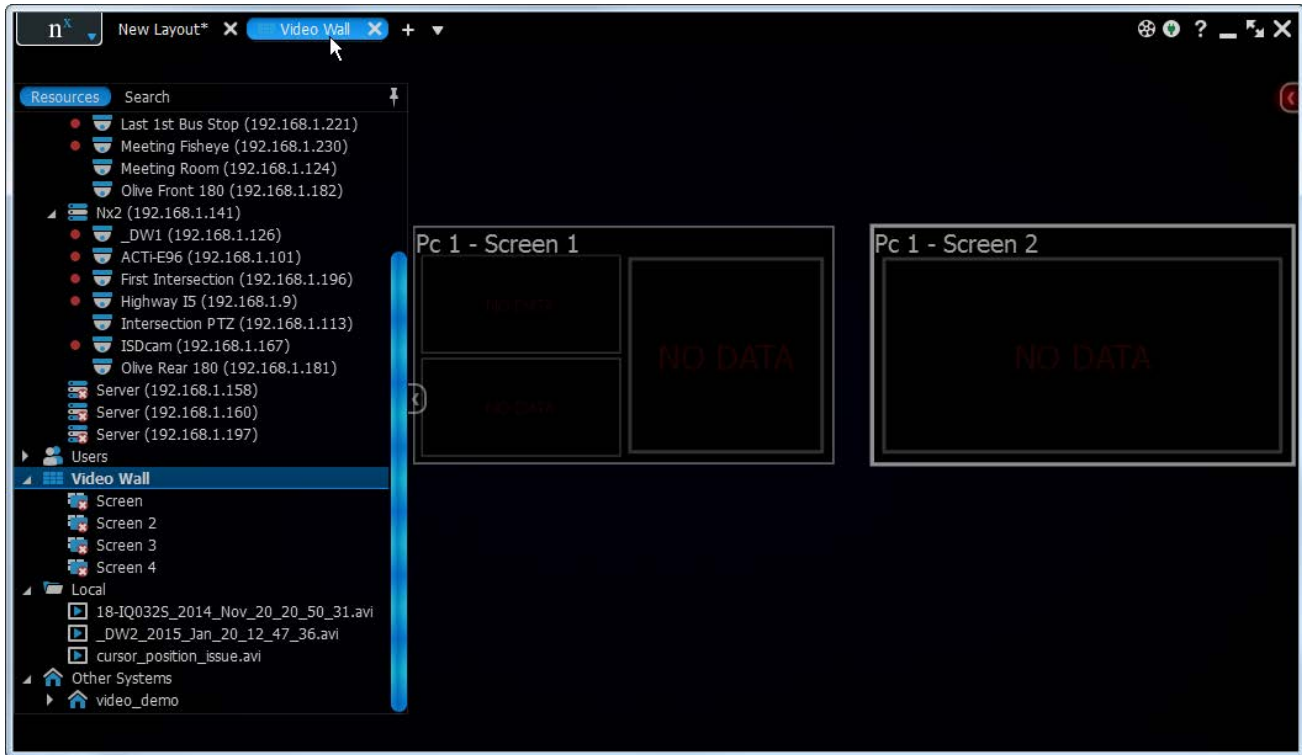 nx New Layout* Video Wall + ?
Resources Search
Last 1st Bus Stop (192.168.1.221)
Meeting Fisheye (192.168.1.230)
Meeting Room (192.168.1.124)
Olive Front 180 (192.168.1.182)
Nx2 (192.168.1.141)
_DW1 (192.168.1.126)
ACTi-E96 (192.168.1.101)
First Intersection (192.168.1.196)
Highway I5 (192.168.1.9)
Intersection PTZ (192.168.1.113)
ISDcam (192.168.1.167)
Olive Rear 180 (192.168.1.181)
Server (192.168.1.158)
Server (192.168.1.160)
Server (192.168.1.197)
Users
Video Wall
Screen
Screen 2
Screen 3
Screen 4
Local
18-IQ032S_2014_Nov_20_20_50_31.avi
_DW2_2015_Jan_20_12_47_36.avi
cursor_position_issue.avi
Other Systems
video_demo
Pc 1 - Screen 1
NO DATA
NO DATA
NO DATA
Pc 1 - Screen 2
NO DATA